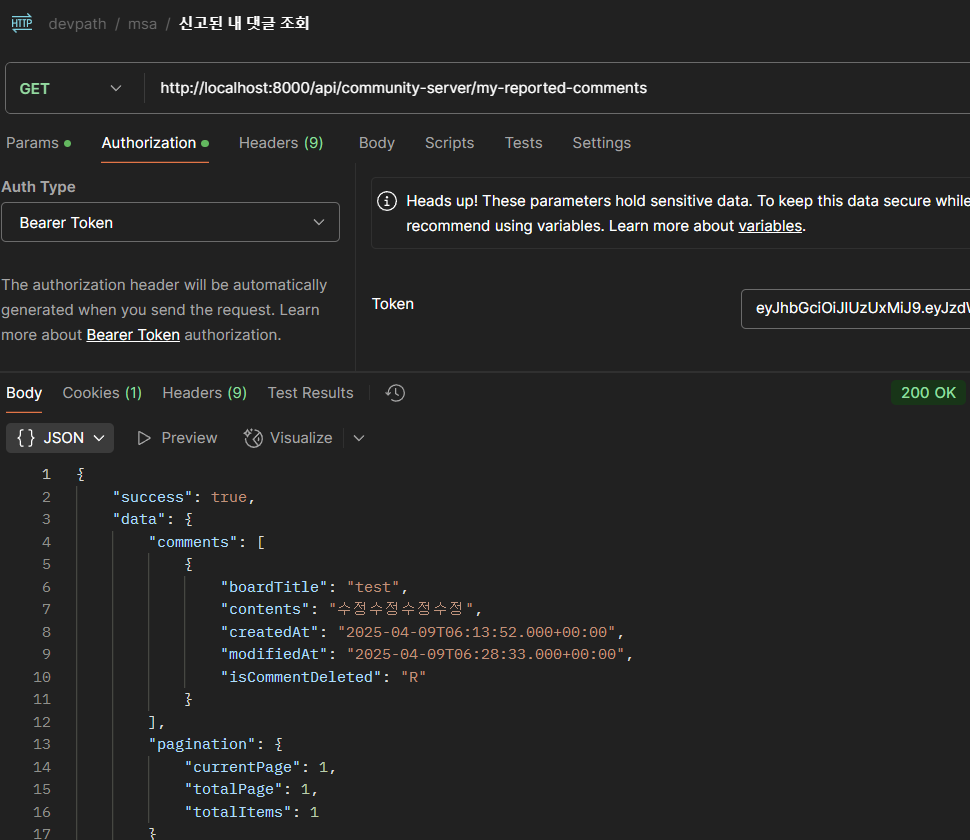 HTTP devpath / msa / 신고된 내 댓글 조회
GET http://localhost:8000/api/community-server/my-reported-comments
Params Authorization Headers (9) Body Scripts Tests Settings
Auth Type
Bearer Token
The authorization header will be automatically
generated when you send the request. Learn
more about Bearer Token authorization.
Heads up! These parameters hold sensitive data. To keep this data secure while
recommend using variables. Learn more about variables.
Token
eyJhbGciOiJIUzUxMiJ9.eyJzdW
Body Cookies (1) Headers (9) Test Results 200 OK
{} JSON Preview Visualize
1 {
2 "success": true,
3 "data": {
4 "comments": [
5 {
6 "boardTitle": "test",
7 "contents": "수정수정수정수정",
8 "createdAt": "2025-04-09T06:13:52.000+00:00",
9 "modifiedAt": "2025-04-09T06:28:33.000+00:00",
10 "isCommentDeleted": "R"
11 }
12 ],
13 "pagination": {
14 "currentPage": 1,
15 "totalPage": 1,
16 "totalItems": 1
17 }